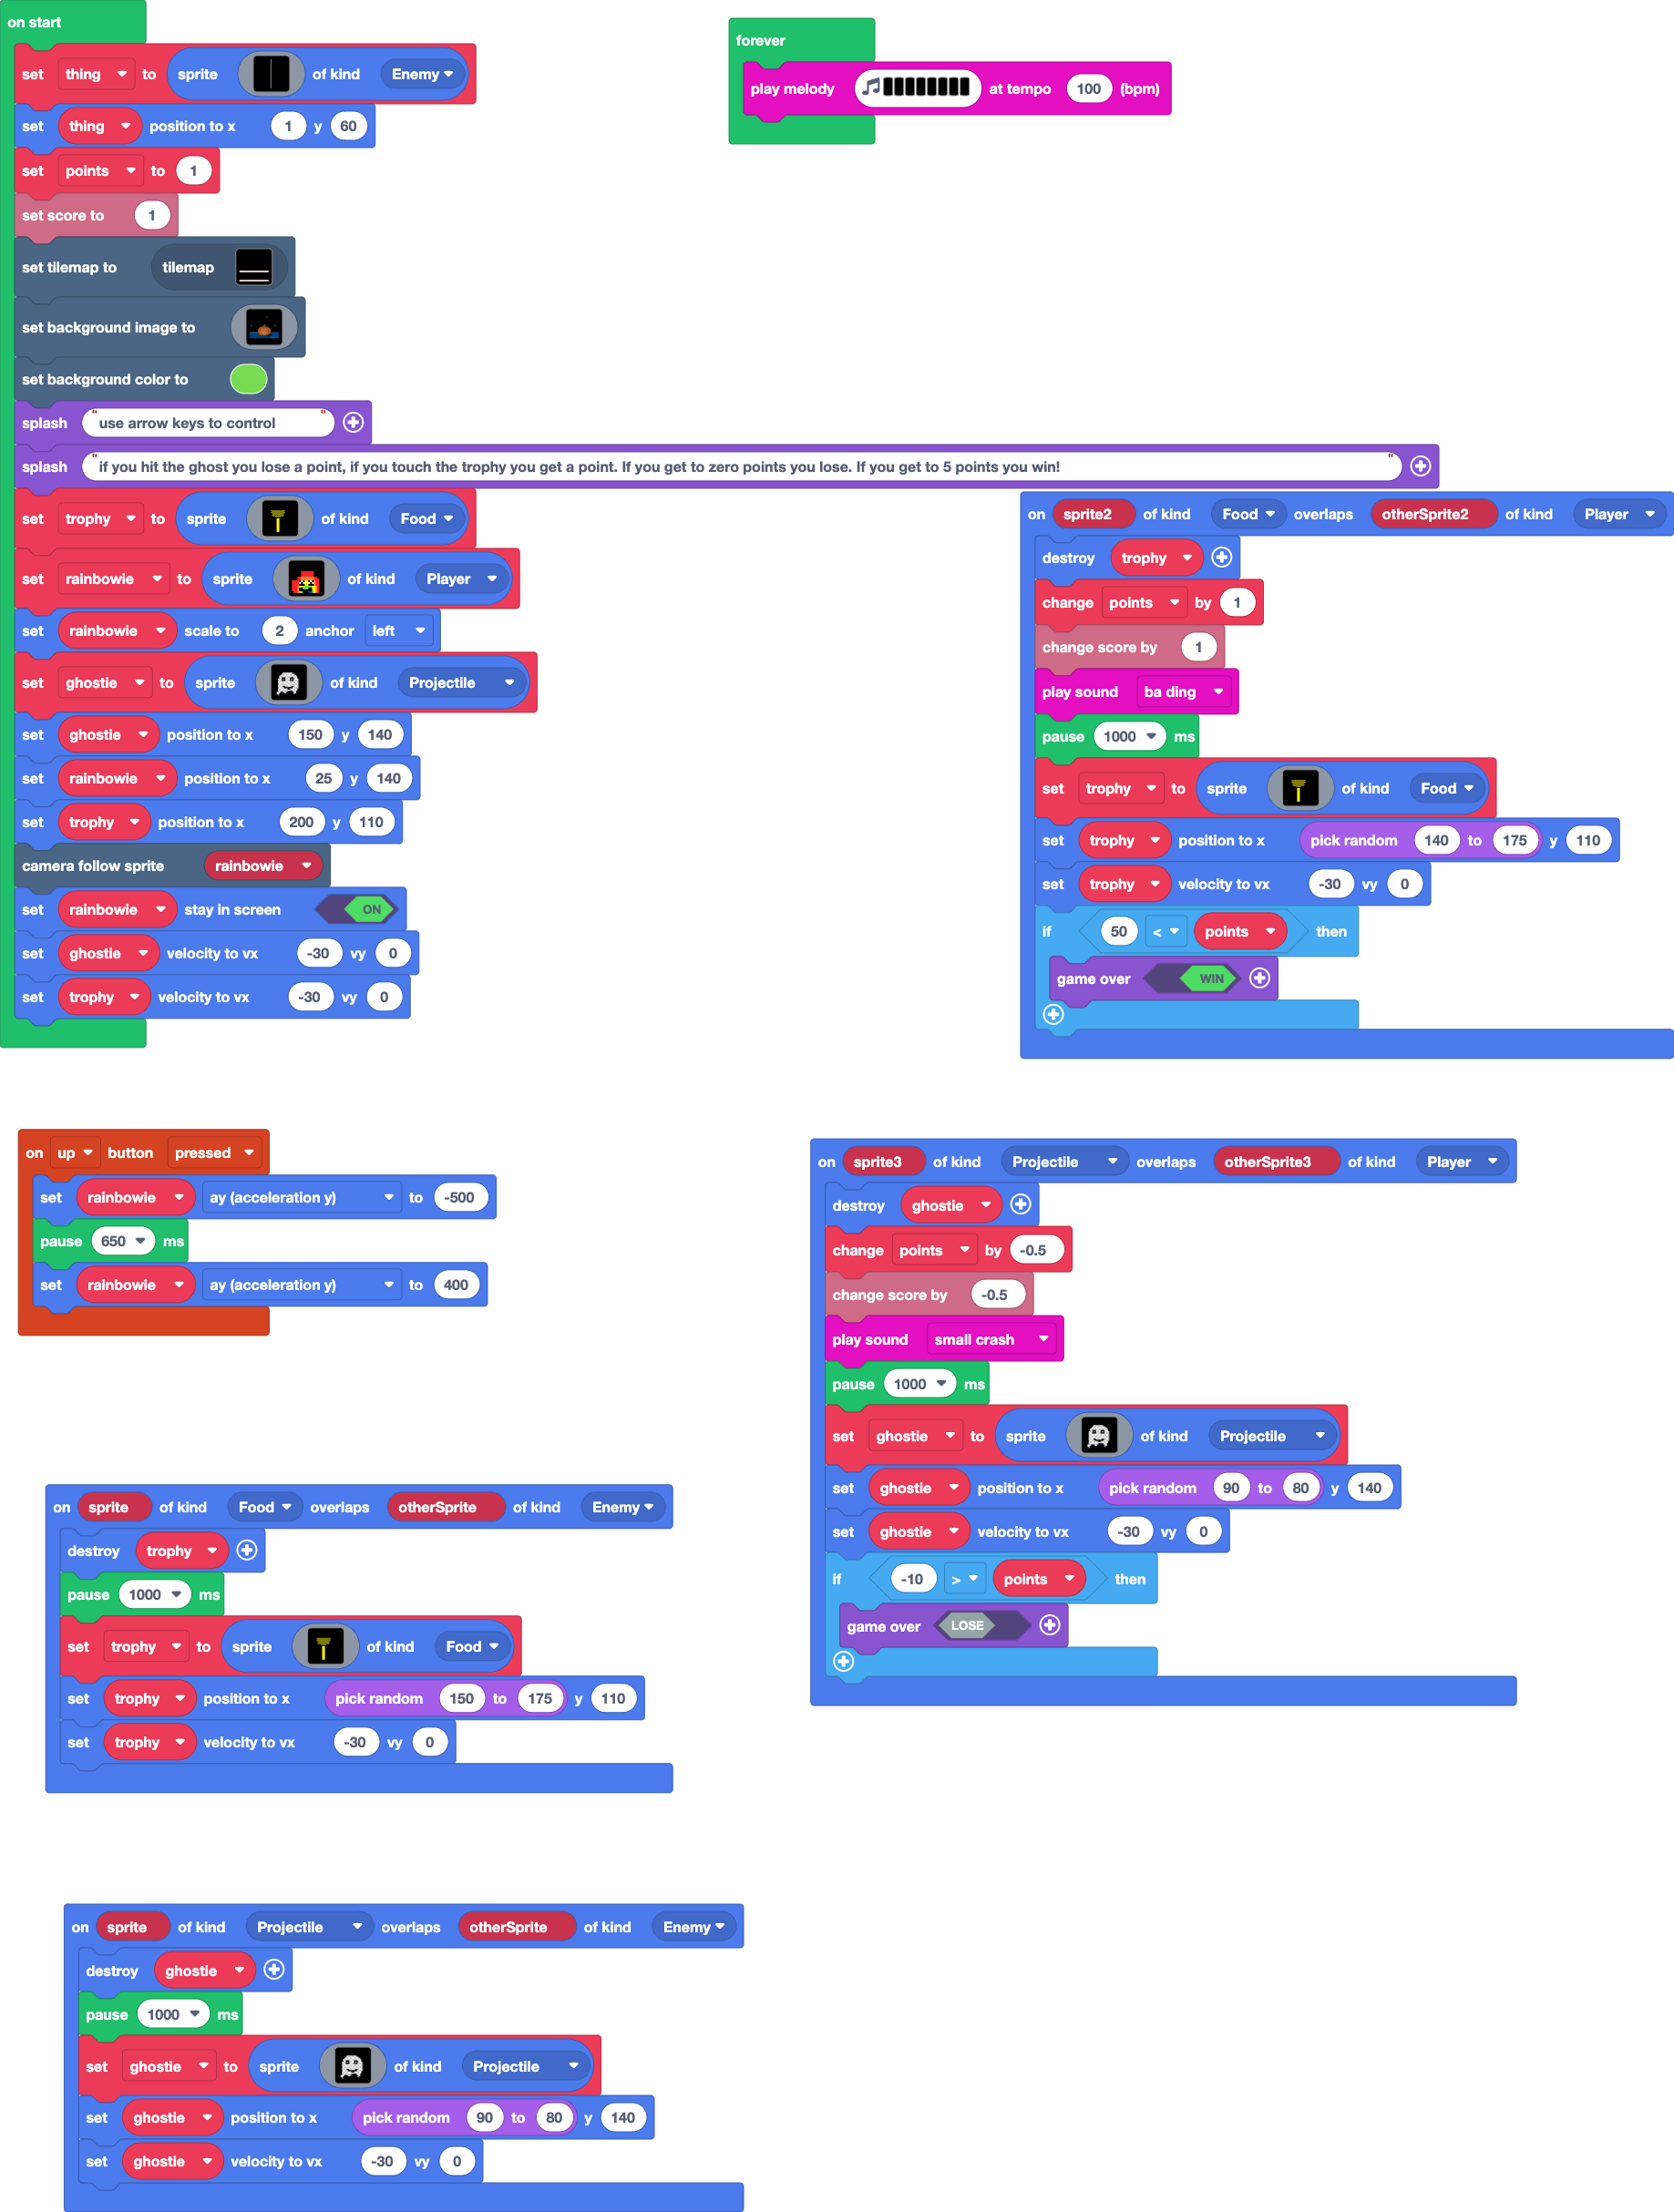 on start
set thing to sprite of kind Enemy
set thing position to x 1 y 60
set points to 1
set score to 1
set tilemap to tilemap
set background image to
set background color to
splash " use arrow keys to control "
splash " if you hit the ghost you lose a point, if you touch the trophy you get a point. If you get to zero points you lose. If you get to 5 points you win! "
set trophy to sprite of kind Food
set rainbowie to sprite of kind Player
set rainbowie scale to 2 anchor left
set ghostie to sprite of kind Projectile
set ghostie position to x 150 y 140
set rainbowie position to x 25 y 140
set trophy position to x 200 y 110
camera follow sprite rainbowie
set rainbowie stay in screen ON
set ghostie velocity to vx -30 vy 0
set trophy velocity to vx -30 vy 0
forever
play melody at tempo 100 (bpm)
on sprite2 of kind Food overlaps otherSprite2 of kind Player
destroy trophy
change points by 1
change score by 1
play sound ba ding
pause 1000 ms
set trophy to sprite of kind Food
set trophy position to x pick random 140 to 175 y 110
set trophy velocity to vx -30 vy 0
if 50 < points then
game over WIN
on up button pressed
set rainbowie ay (acceleration y) to -500
pause 650 ms
set rainbowie ay (acceleration y) to 400
on sprite3 of kind Projectile overlaps otherSprite3 of kind Player
destroy ghostie
change points by -0.5
change score by -0.5
play sound small crash
pause 1000 ms
set ghostie to sprite of kind Projectile
set ghostie position to x pick random 90 to 80 y 140
set ghostie velocity to vx -30 vy 0
if -10 > points then
game over LOSE
on sprite of kind Food overlaps otherSprite of kind Enemy
destroy trophy
pause 1000 ms
set trophy to sprite of kind Food
set trophy position to x pick random 150 to 175 y 110
set trophy velocity to vx -30 vy 0
on sprite of kind Projectile overlaps otherSprite of kind Enemy
destroy ghostie
pause 1000 ms
set ghostie to sprite of kind Projectile
set ghostie position to x pick random 90 to 80 y 140
set ghostie velocity to vx -30 vy 0